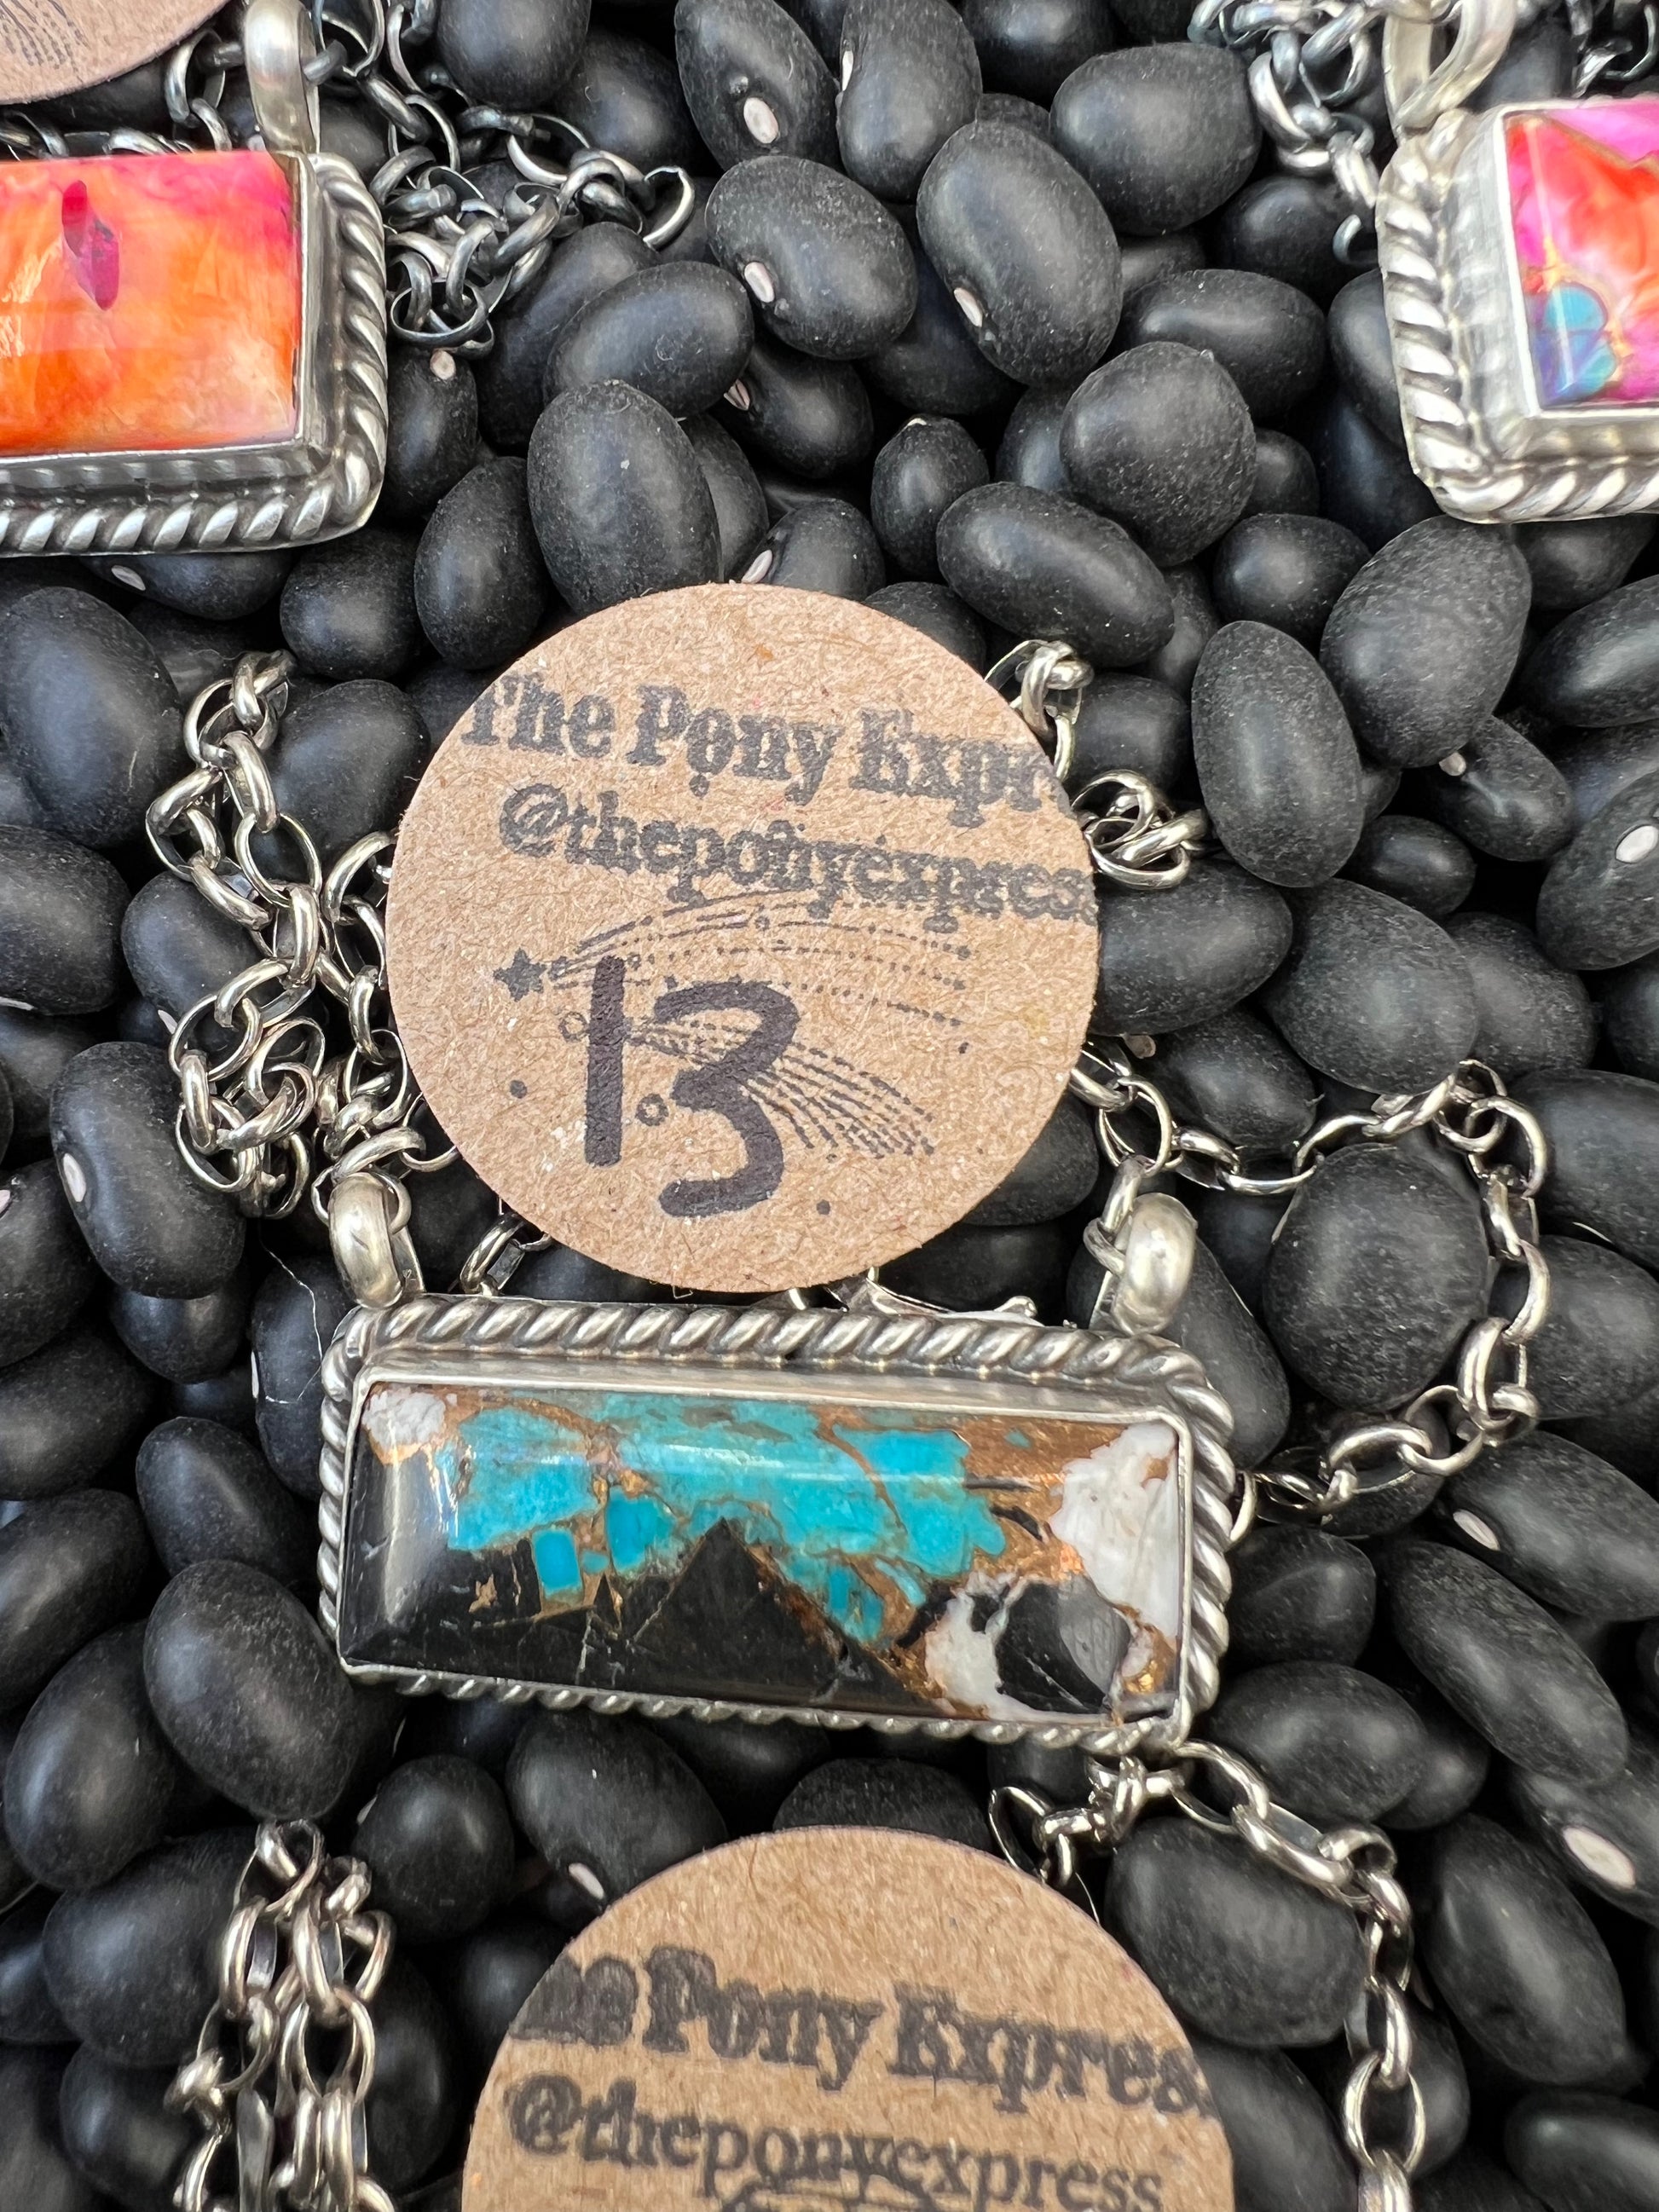 The Pony Expr
@theponyexpres
13
he Pony Expres
@theponyexpress